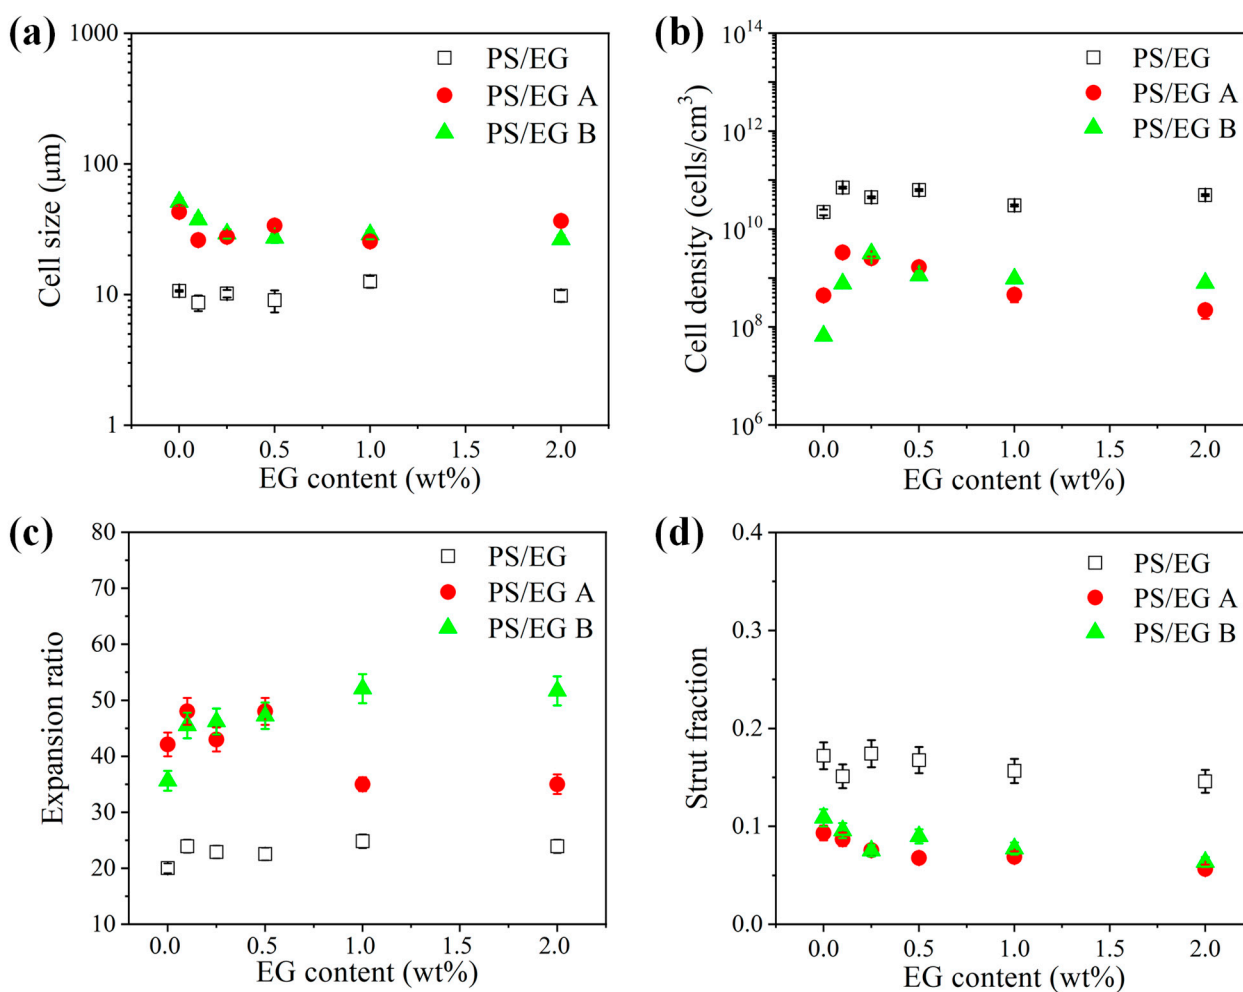 (a)
1000
100
10
1
Cell size (μm)
PS/EG
PS/EG A
PS/EG B
0.0 0.5 1.0 1.5 2.0
EG content (wt%)
(b)
10^14
10^12
10^10
10^8
10^6
Cell density (cells/cm^3)
PS/EG
PS/EG A
PS/EG B
0.0 0.5 1.0 1.5 2.0
EG content (wt%)
(c)
80
70
60
50
40
30
20
10
Expansion ratio
PS/EG
PS/EG A
PS/EG B
0.0 0.5 1.0 1.5 2.0
EG content (wt%)
(d)
0.4
0.3
0.2
0.1
0.0
Strut fraction
PS/EG
PS/EG A
PS/EG B
0.0 0.5 1.0 1.5 2.0
EG content (wt%)